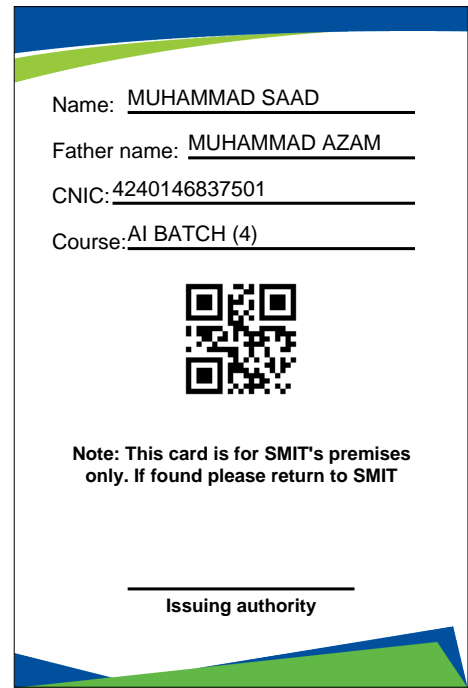 Name: MUHAMMAD SAAD
Father name: MUHAMMAD AZAM
CNIC: 4240146837501
Course: AI BATCH (4)
Note: This card is for SMIT's premises
only. If found please return to SMIT
Issuing authority